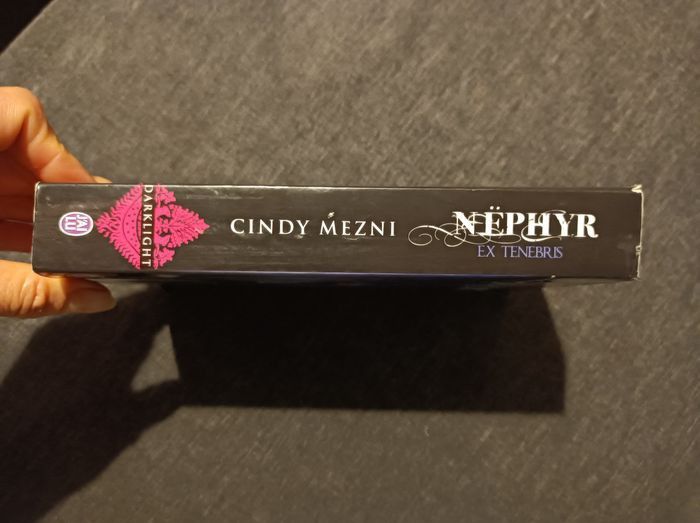 J'AI
LU
DARKLIGHT
CINDY MEZNI
NËPHYR
EX TENEBRIS